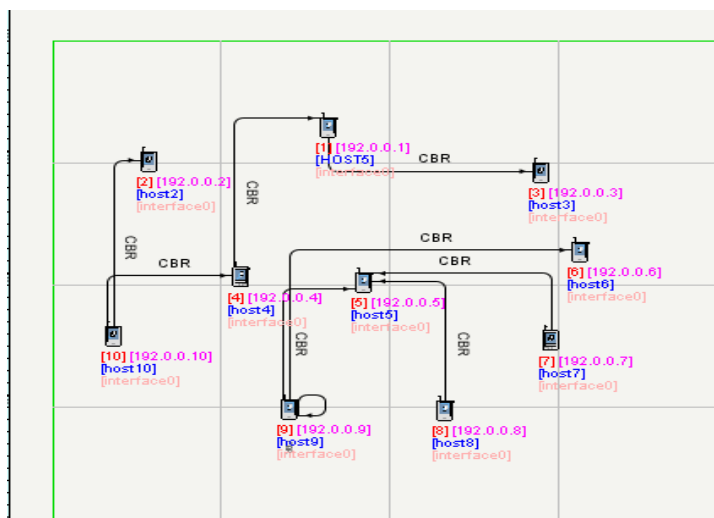 [1] [192.0.0.1]
[HOST5]
[interface0]
CBR
[2] [192.0.0.2]
[host2]
[interface0]
CBR
[3] [192.0.0.3]
[host3]
[interface0]
CBR
CBR
CBR
[4] [192.0.0.4]
[host4]
[interface0]
[6] [192.0.0.6]
[host6]
[interface0]
CBR
[5] [192.0.0.5]
[host5]
[interface0]
[10] [192.0.0.10]
[host10]
[interface0]
CBR
CBR
[7] [192.0.0.7]
[host7]
[interface0]
[9] [192.0.0.9]
[host9]
[interface0]
[8] [192.0.0.8]
[host8]
[interface0]